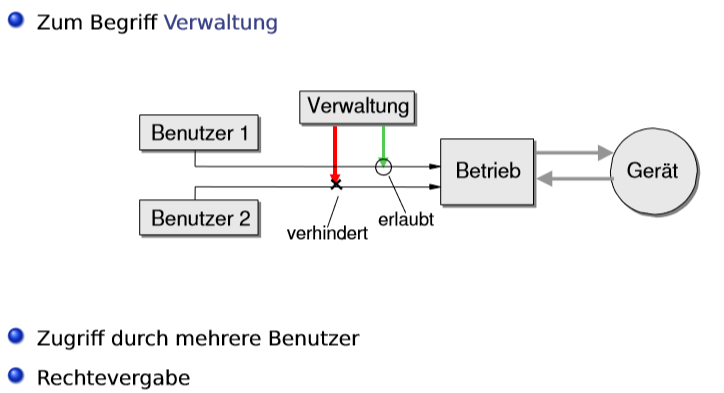 Zum Begriff Verwaltung
Verwaltung
Benutzer 1
Betrieb
Gerät
Benutzer 2
erlaubt
verhindert
Zugriff durch mehrere Benutzer
Rechtevergabe